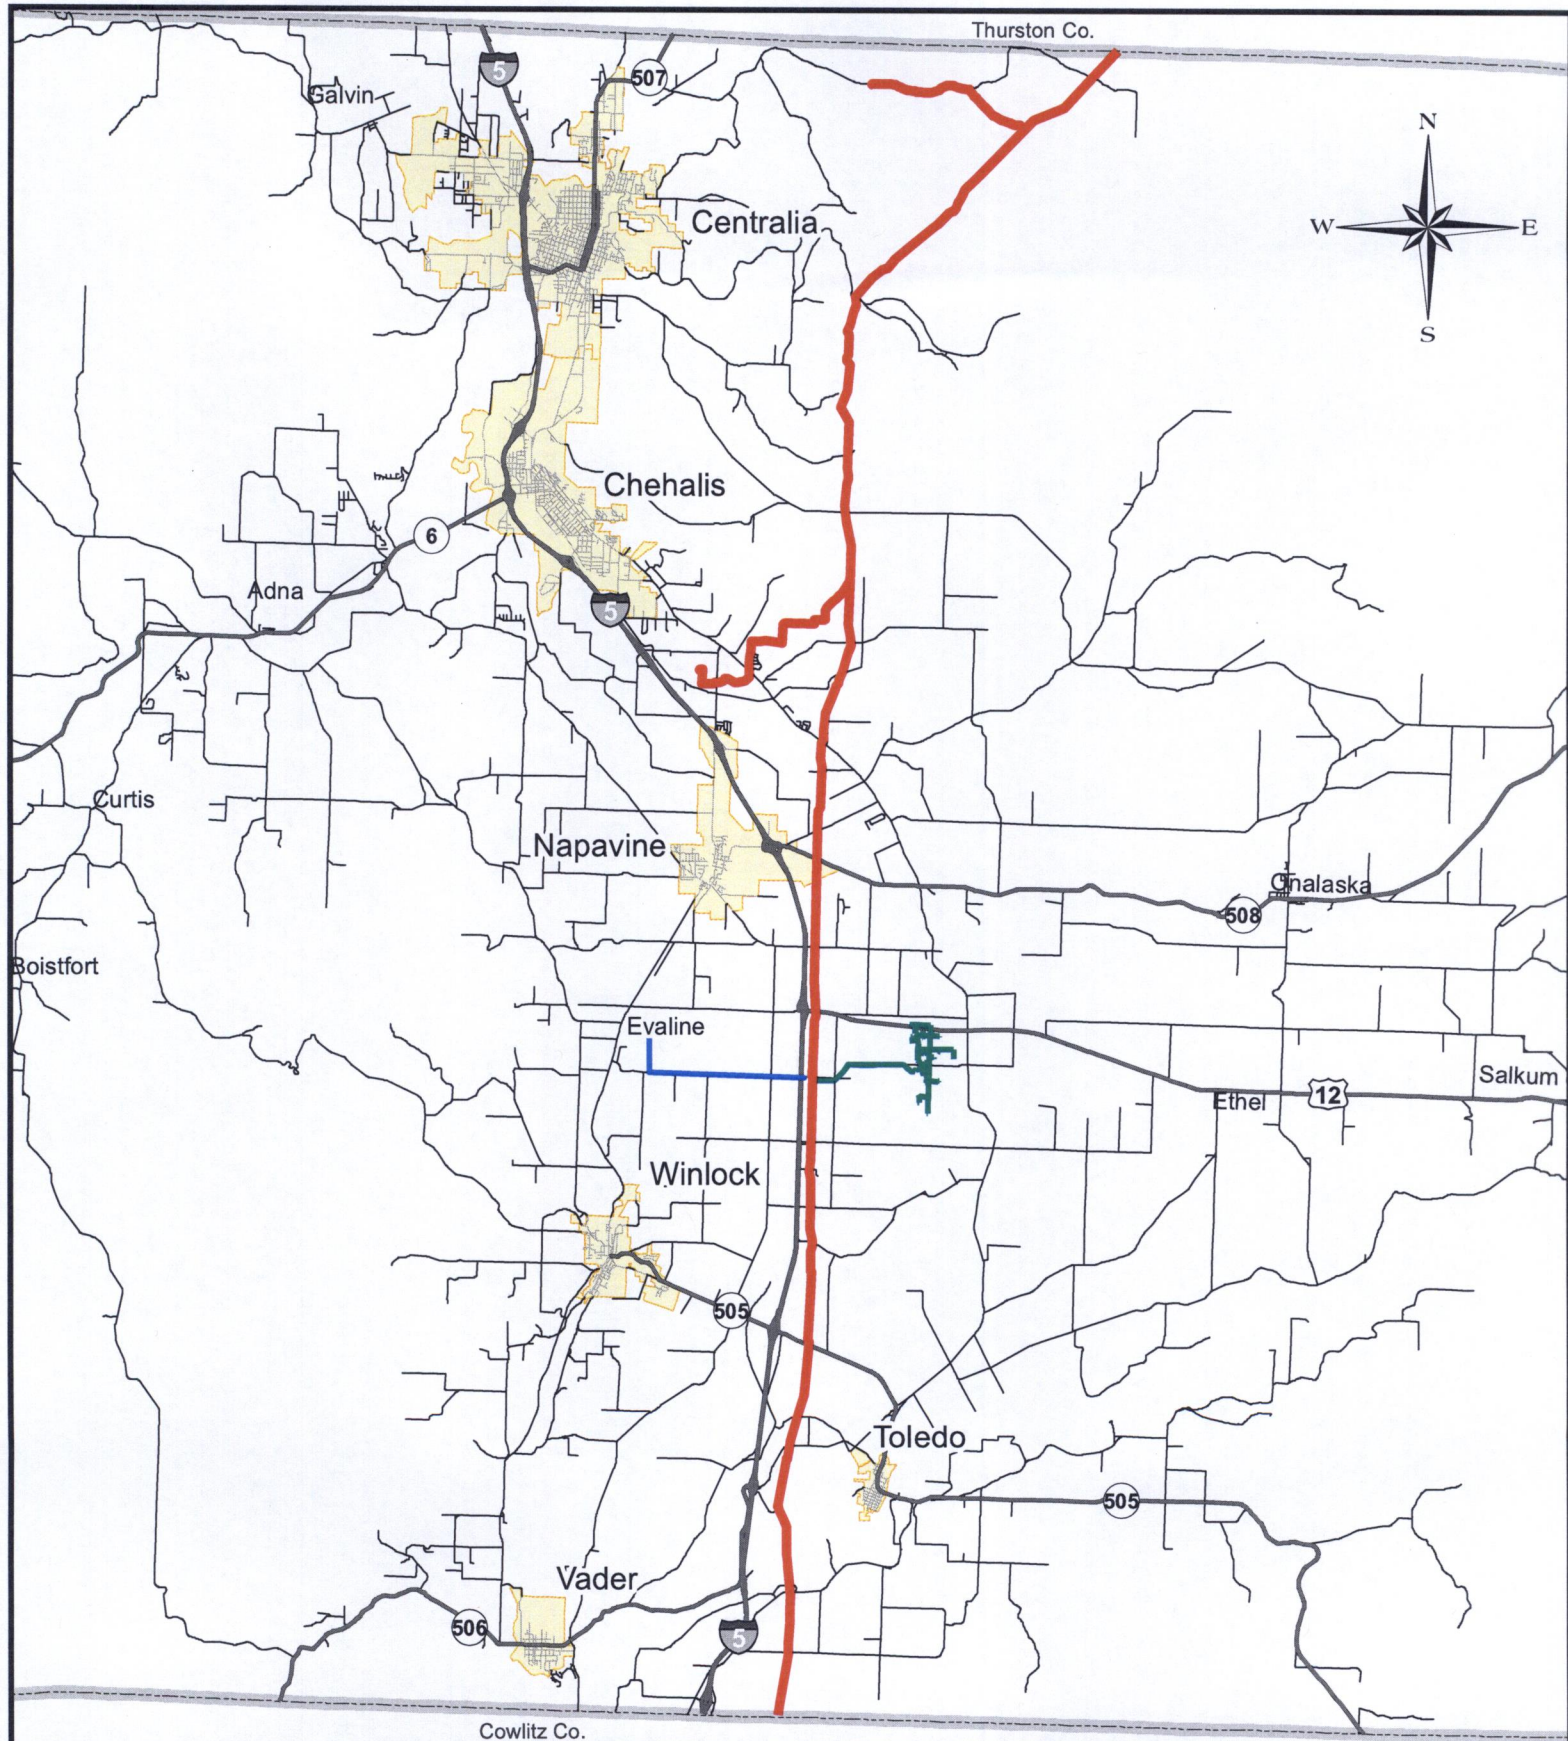 Thurston Co.
5
507
Galvin
N
Centralia
W
E
S
Chehalis
6
Adna
5
Curtis
Napavine
Onalaska
508
Boistfort
Evaline
Salkum
Ethel
12
Winlock
505
Toledo
505
Vader
506
5
Cowlitz Co.